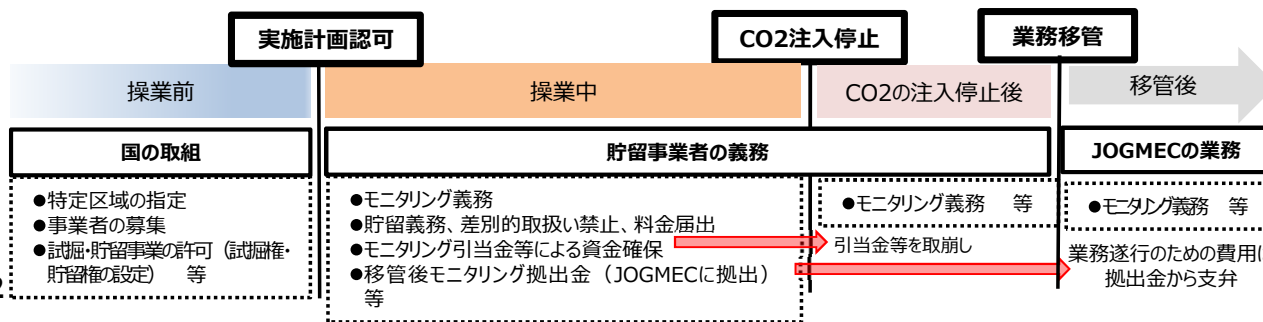 実施計画認可
CO2注入停止
業務移管
操業前
操業中
CO2の注入停止後
移管後
国の取組
貯留事業者の義務
JOGMECの業務
●特定区域の指定
●事業者の募集
●試掘・貯留事業の許可（試掘権・
貯留権の設定） 等
●モニタリング義務
●貯留義務、差別的取扱い禁止、料金届出
●モニタリング引当金等による資金確保
●移管後モニタリング拠出金（JOGMECに拠出）
等
●モニタリング義務 等
引当金等を取崩し
●モニタリング義務 等
業務遂行のための費用は
拠出金から支弁